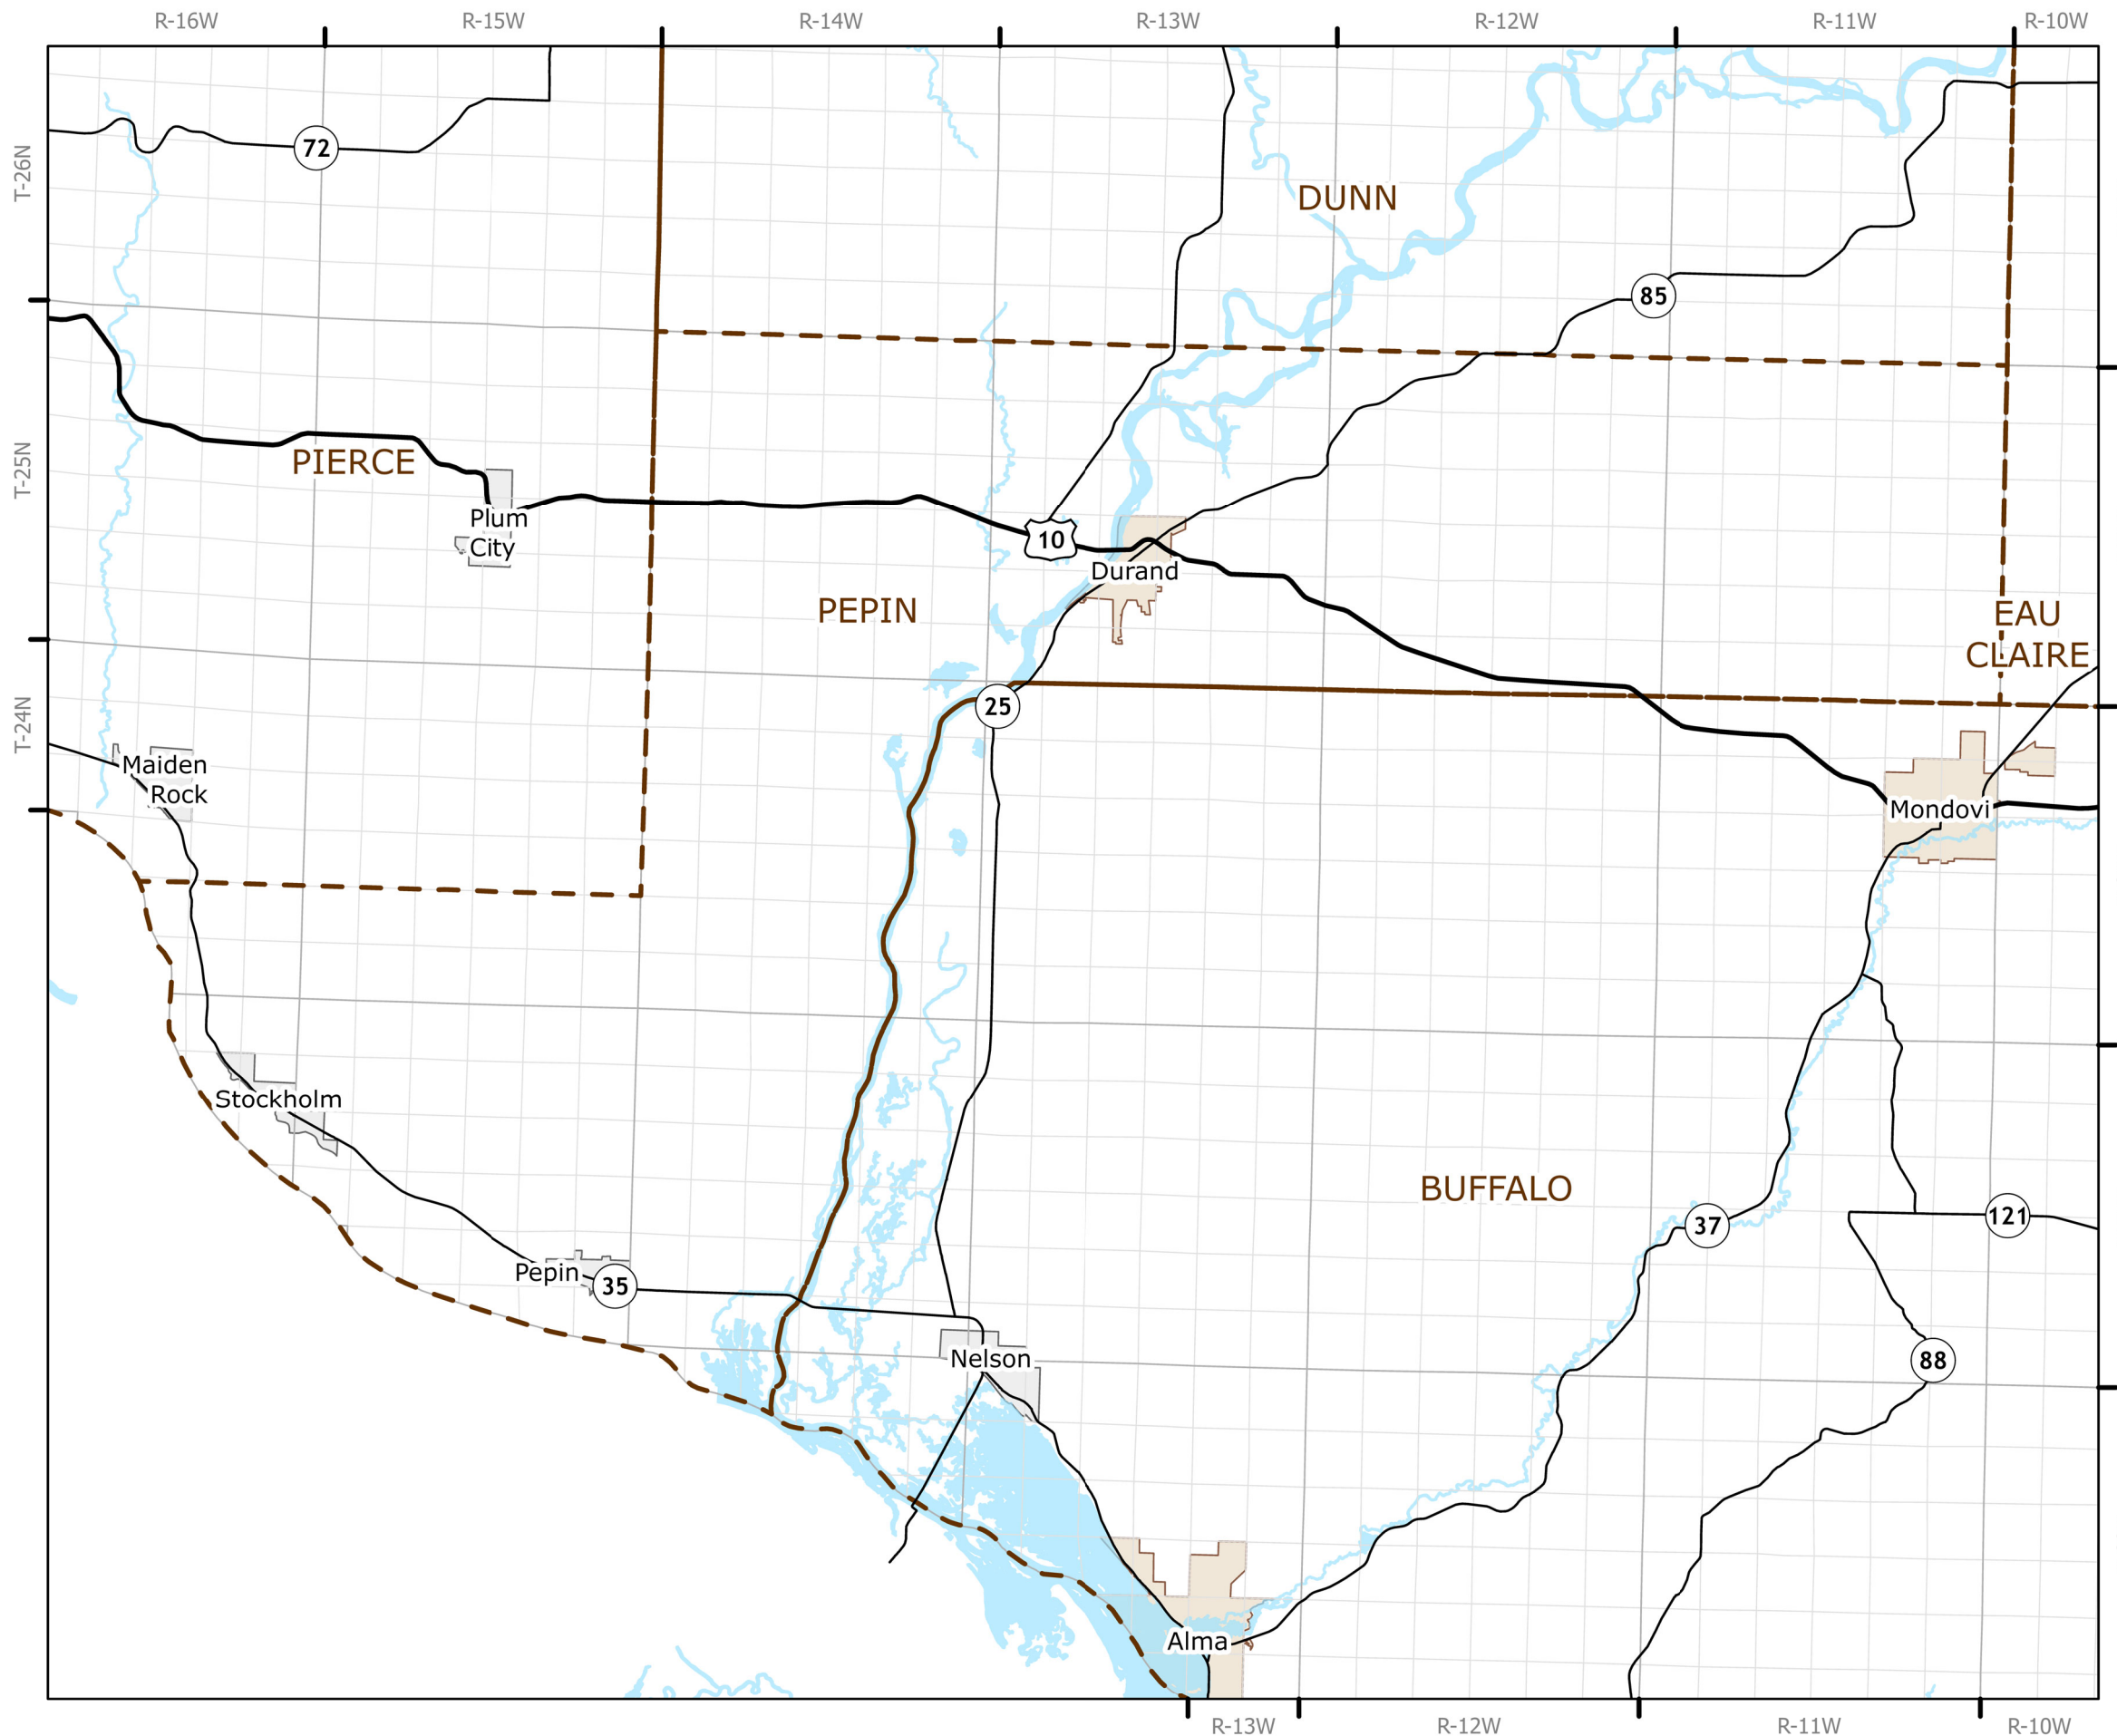 R-16W R-15W R-14W R-13W R-12W R-11W R-10W
T-26N
72
DUNN
85
T-25N
PIERCE
Plum
City
10
Durand
PEPIN
EAU
CLAIRE
T-24N
25
Maiden
Rock
Mondovi
Stockholm
BUFFALO
37
121
Pepin
35
Nelson
88
Alma
R-13W R-12W R-11W R-10W